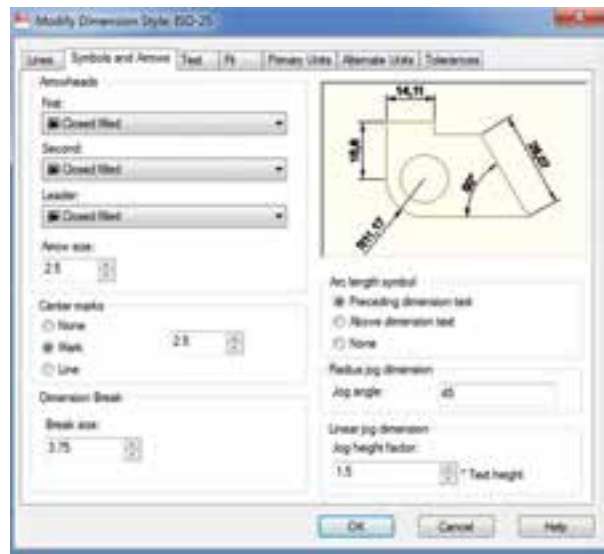 Modify Dimension Style: ISO-25
Lines Symbols and Arrows Text Fit Primary Units Alternate Units Tolerances
Arrowheads
First:
Closed filled
Second:
Closed filled
Leader:
Closed filled
Arrow size:
2.5
Center marks
None
Mark
2.5
Line
Dimension Break
Break size:
3.75
14,11
60°
R11,17
Arc length symbol
Preceding dimension text
Above dimension text
None
Radius jog dimension
Jog angle: 45
Linear jog dimension
Jog height factor:
1.5 * Text height
OK Cancel Help